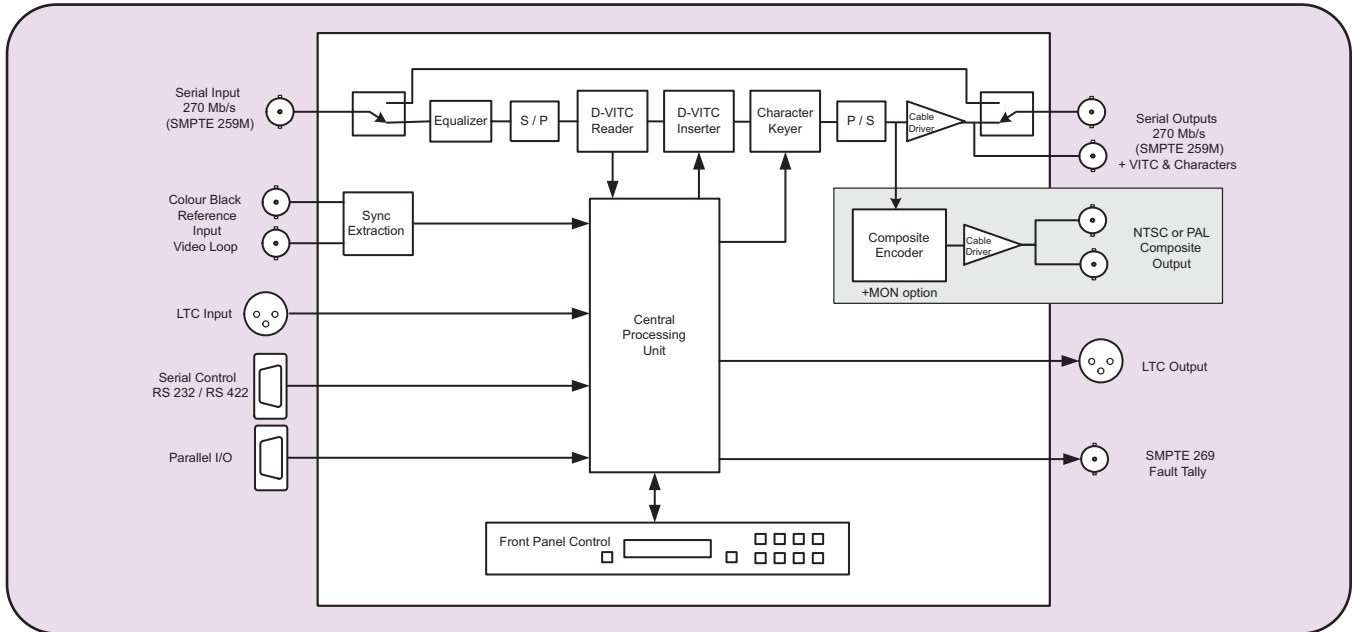 Serial Input
270 Mb/s
(SMPTE 259M)
Equalizer
S / P
D-VITC
Reader
D-VITC
Inserter
Character
Keyer
P / S
Cable
Driver
Serial Outputs
270 Mb/s
(SMPTE 259M)
+ VITC & Characters
Colour Black
Reference
Input
Video Loop
Sync
Extraction
Composite
Encoder
Cable
Driver
NTSC or PAL
Composite
Output
+MON option
LTC Input
Central
Processing
Unit
LTC Output
Serial Control
RS 232 / RS 422
Parallel I/O
SMPTE 269
Fault Tally
Front Panel Control